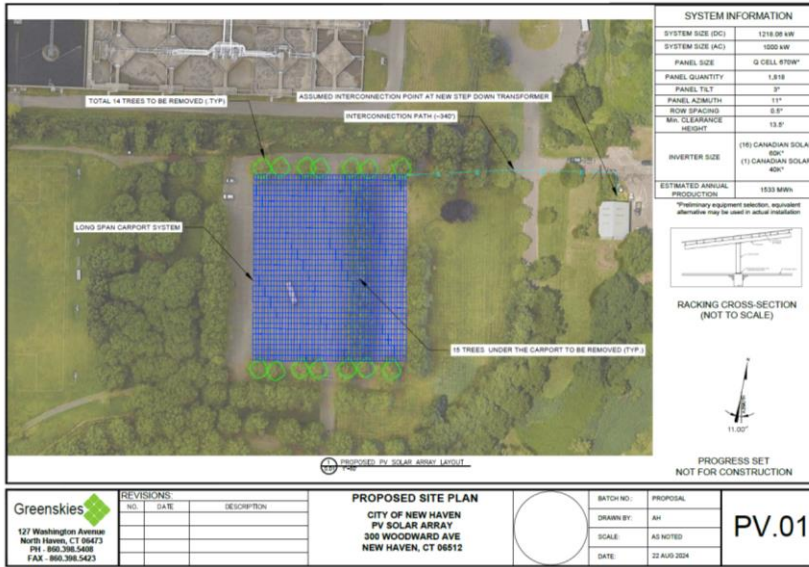 SYSTEM INFORMATION
SYSTEM SIZE (DC) 1218.06 kW
SYSTEM SIZE (AC) 1000 kW
PANEL SIZE Q CELL 670W*
PANEL QUANTITY 1,818
PANEL TILT 3°
PANEL AZIMUTH 11°
ROW SPACING 0.5"
Min. CLEARANCE HEIGHT 13.5'
INVERTER SIZE
(16) CANADIAN SOLAR
60K*
(1) CANADIAN SOLAR
40K*
ESTIMATED ANNUAL PRODUCTION 1533 MWh
*Preliminary equipment selection, equivalent
alternative may be used in actual installation
RACKING CROSS-SECTION
(NOT TO SCALE)
11.00°
PROGRESS SET
NOT FOR CONSTRUCTION
TOTAL 14 TREES TO BE REMOVED (.TYP)
ASSUMED INTERCONNECTION POINT AT NEW STEP DOWN TRANSFORMER
INTERCONNECTION PATH (~340')
LONG SPAN CARPORT SYSTEM
15 TREES UNDER THE CARPORT TO BE REMOVED (TYP.)
PROPOSED PV SOLAR ARRAY LAYOUT
Greenskies
127 Washington Avenue
North Haven, CT 06473
PH - 860.398.5408
FAX - 860.398.5423
REVISIONS:
NO. DATE DESCRIPTION
PROPOSED SITE PLAN
CITY OF NEW HAVEN
PV SOLAR ARRAY
300 WOODWARD AVE
NEW HAVEN, CT 06512
BATCH NO.: PROPOSAL
DRAWN BY: AH
SCALE: AS NOTED
DATE: 22 AUG 2024
PV.01